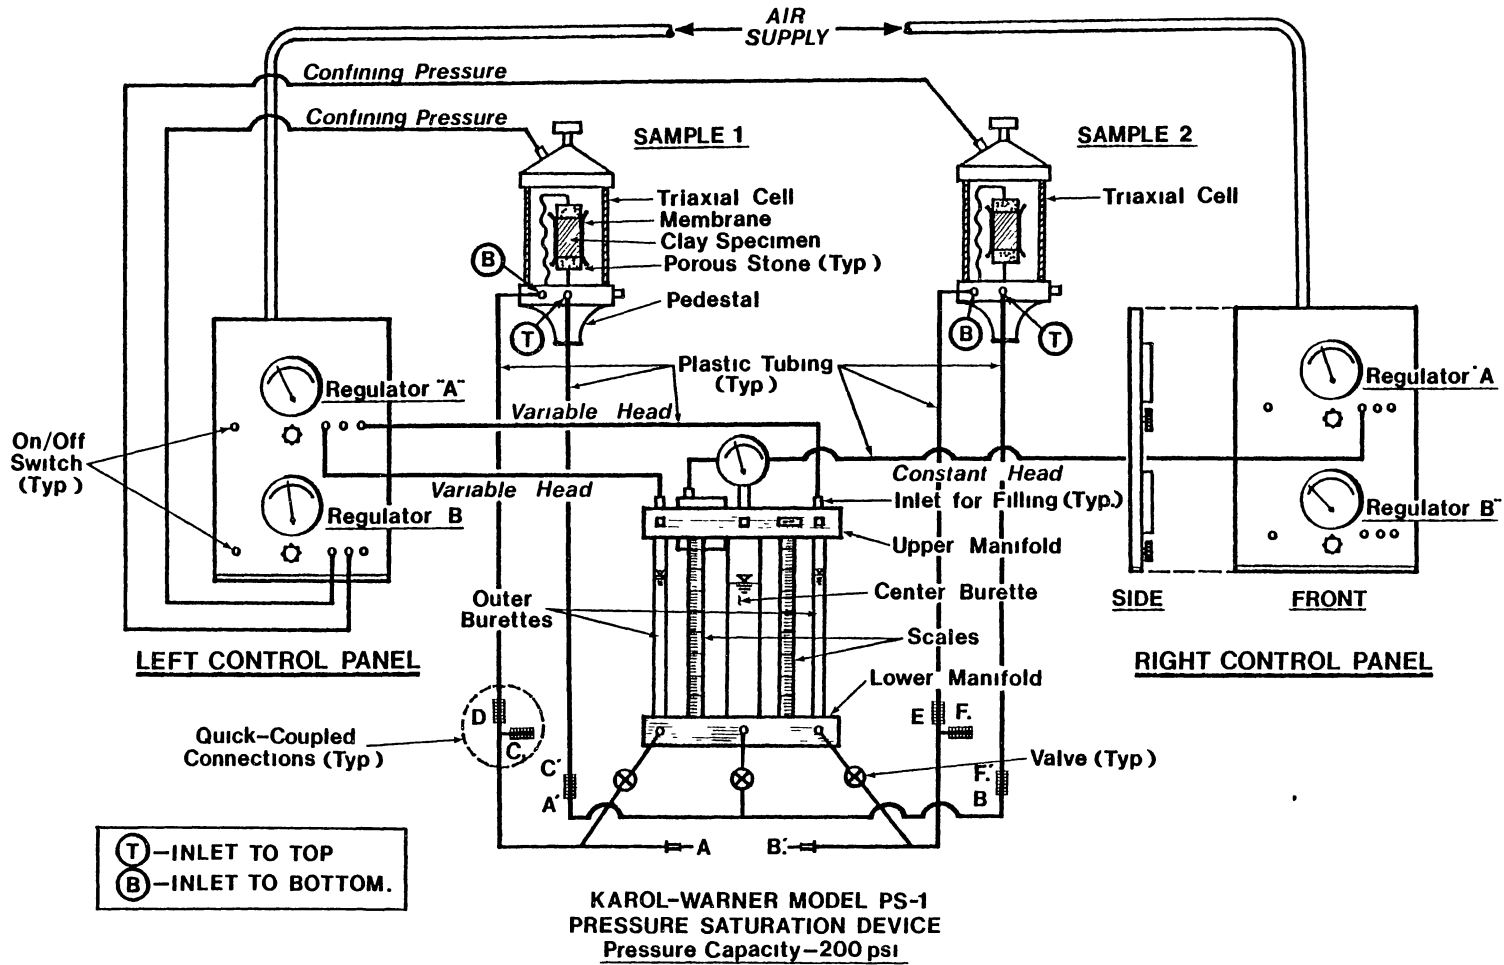 AIR
SUPPLY
Confining Pressure
Confining Pressure
SAMPLE 1
SAMPLE 2
Triaxial Cell
Membrane
Clay Specimen
Porous Stone (Typ)
Pedestal
Triaxial Cell
B
T
B
T
Plastic Tubing
(Typ)
Regulator "A"
Regulator B
On/Off
Switch
(Typ)
Variable Head
Variable Head
Constant Head
Inlet for Filling (Typ.)
Upper Manifold
Center Burette
Outer
Burettes
Scales
Lower Manifold
Regulator 'A
Regulator B"
SIDE
FRONT
LEFT CONTROL PANEL
RIGHT CONTROL PANEL
Quick-Coupled
Connections (Typ)
D
C.
C'
A'
E
F.
F.'
B
Valve (Typ)
A
B.'
T-INLET TO TOP
B-INLET TO BOTTOM.
KAROL-WARNER MODEL PS-1
PRESSURE SATURATION DEVICE
Pressure Capacity-200 psi